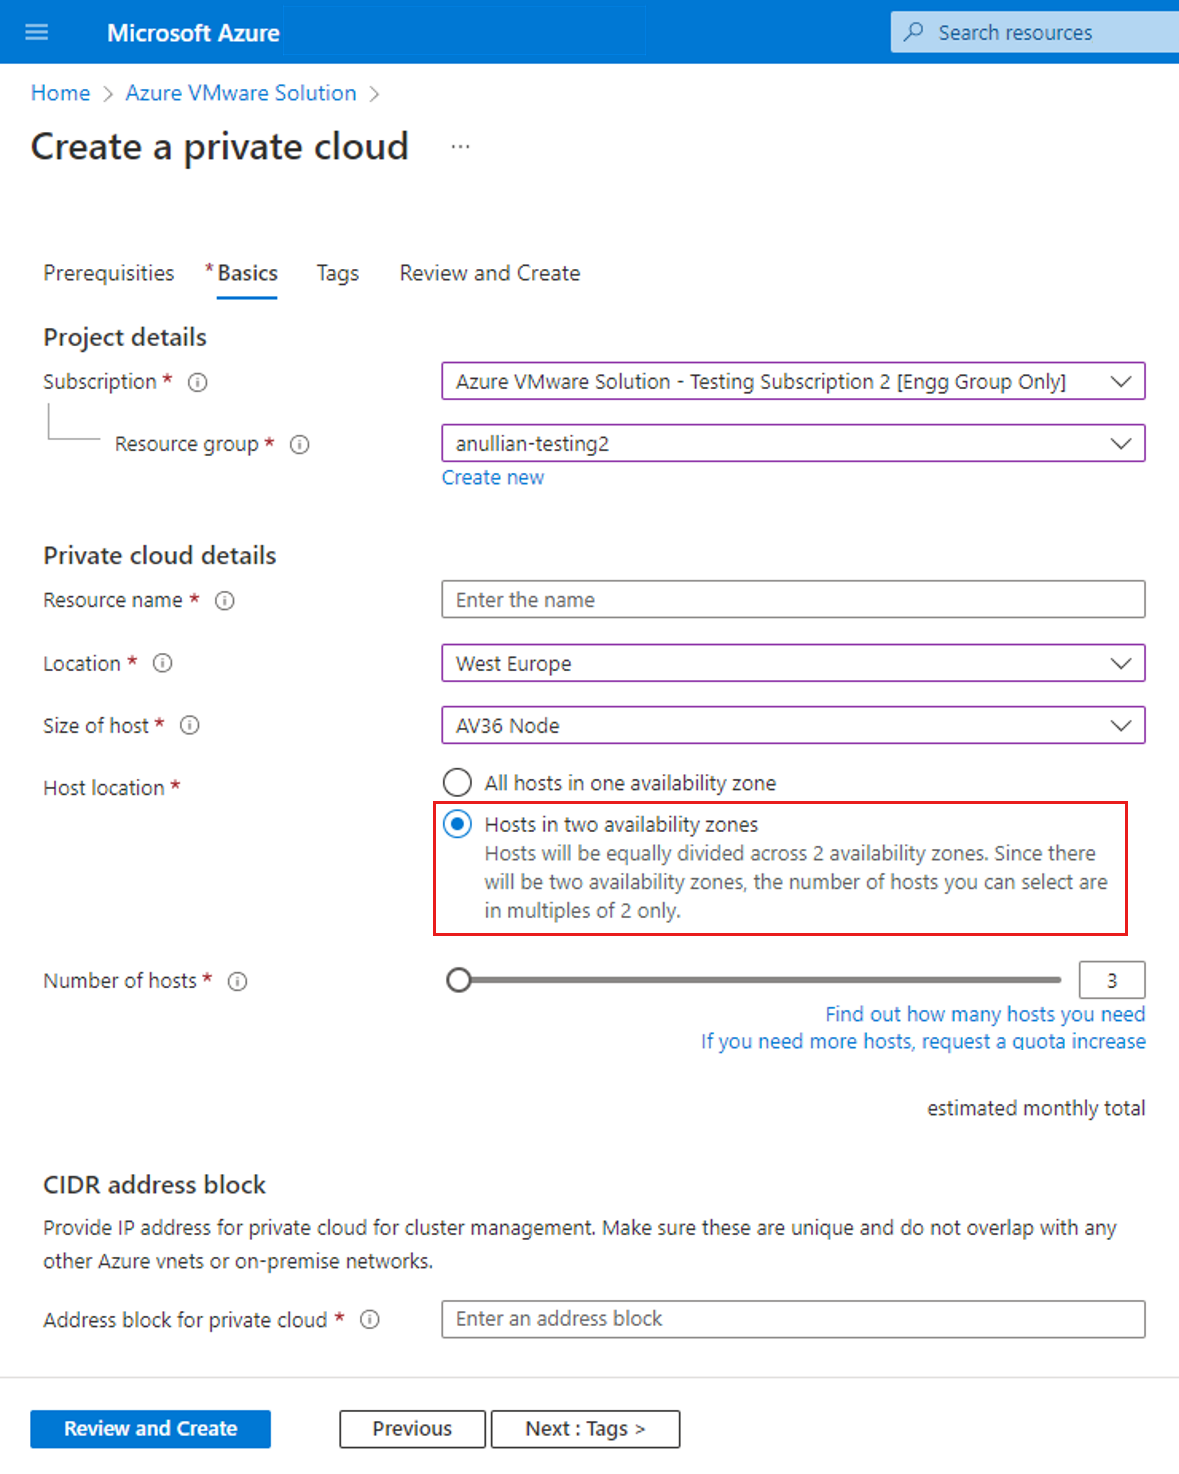 Microsoft Azure
Search resources
Home > Azure VMware Solution >
Create a private cloud ...
Prerequisities * Basics Tags Review and Create
Project details
Subscription * Azure VMware Solution - Testing Subscription 2 [Engg Group Only]
Resource group * anullian-testing2
Create new
Private cloud details
Resource name * Enter the name
Location * West Europe
Size of host * AV36 Node
Host location * All hosts in one availability zone
Hosts in two availability zones
Hosts will be equally divided across 2 availability zones. Since there
will be two availability zones, the number of hosts you can select are
in multiples of 2 only.
Number of hosts * 3
Find out how many hosts you need
If you need more hosts, request a quota increase
estimated monthly total
CIDR address block
Provide IP address for private cloud for cluster management. Make sure these are unique and do not overlap with any
other Azure vnets or on-premise networks.
Address block for private cloud * Enter an address block
Review and Create Previous Next : Tags >